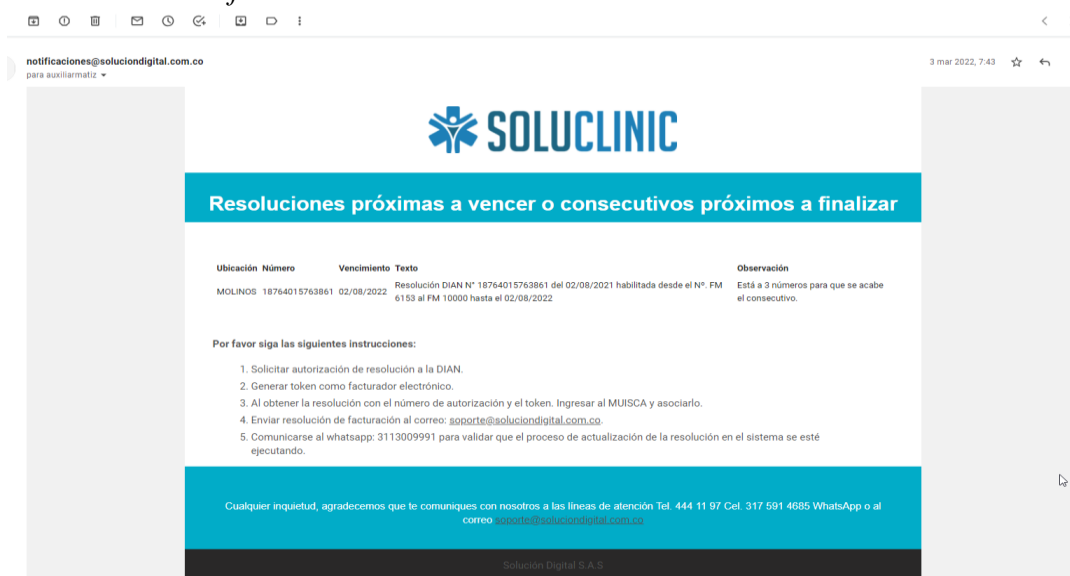 notificaciones@soluciondigital.com.co
3 mar 2022, 7:43
para auxiliarmatiz
SOLUCLINIC
Resoluciones próximas a vencer o consecutivos próximos a finalizar
Ubicación Número Vencimiento Texto Observación
MOLINOS 18764015763861 02/08/2022 Resolución DIAN N° 18764015763861 del 02/08/2021 habilitada desde el Nº. FM Está a 3 números para que se acabe
6153 al FM 10000 hasta el 02/08/2022 el consecutivo.
Por favor siga las siguientes instrucciones:
1. Solicitar autorización de resolución a la DIAN.
2. Generar token como facturador electrónico.
3. Al obtener la resolución con el número de autorización y el token. Ingresar al MUISCA y asociarlo.
4. Enviar resolución de facturación al correo: soporte@soluciondigital.com.co.
5. Comunicarse al whatsapp: 3113009991 para validar que el proceso de actualización de la resolución en el sistema se esté
ejecutando.
Cualquier inquietud, agradecemos que te comuniques con nosotros a las líneas de atención Tel. 444 11 97 Cel. 317 591 4685 WhatsApp o al
correo soporte@soluciondigital.com.co
Solución Digital S.A.S